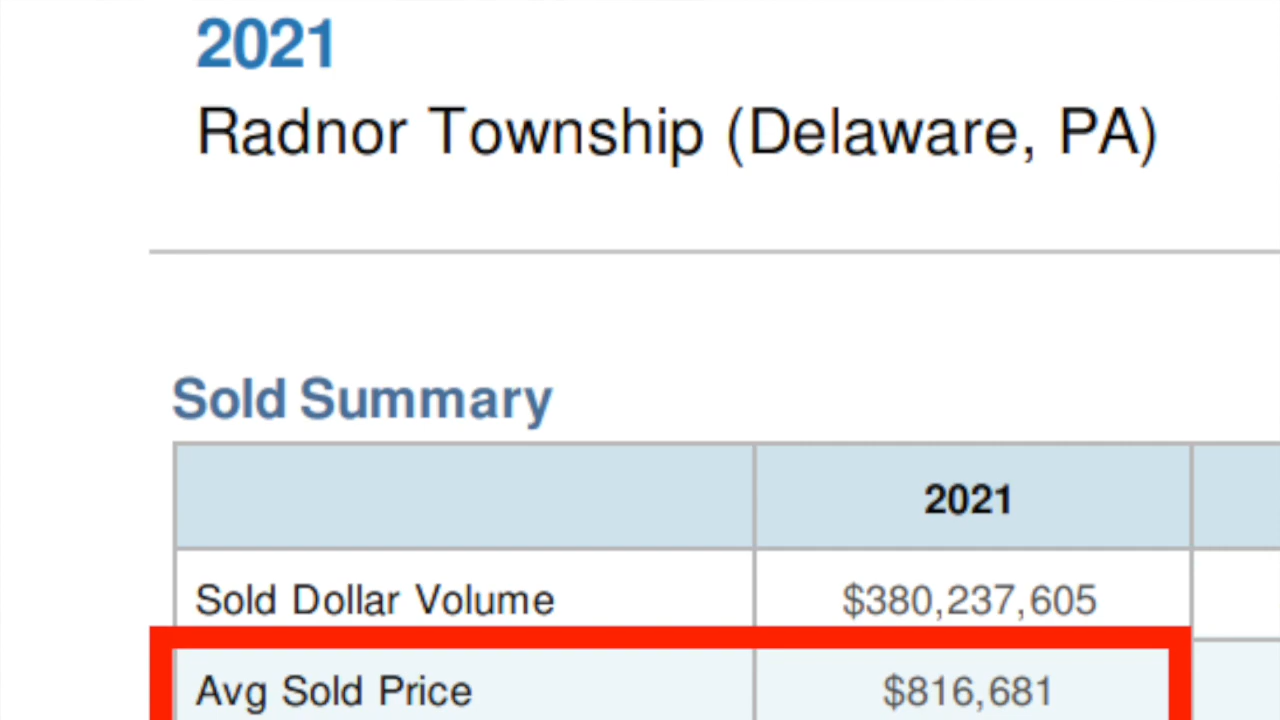 2021
Radnor Township (Delaware, PA)
Sold Summary
2021
Sold Dollar Volume $380,237,605
Avg Sold Price $816,681